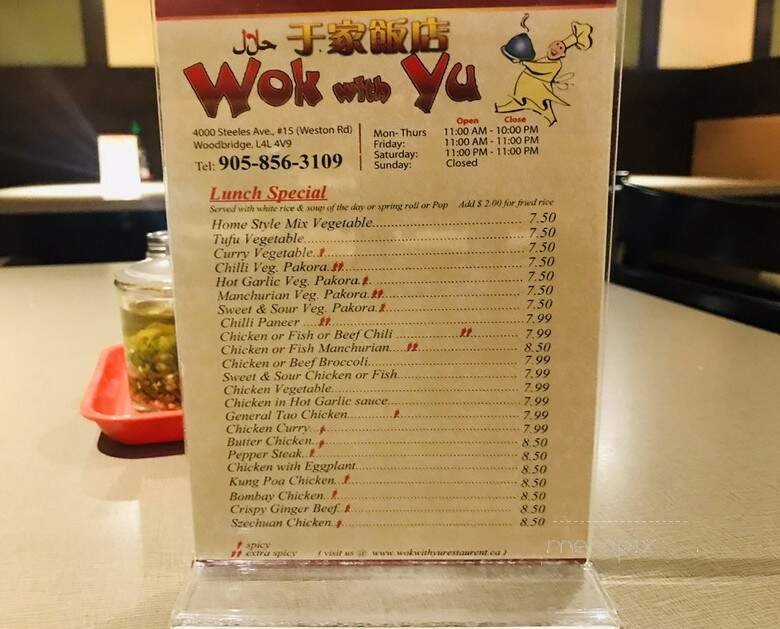 حلال 于家飯店
Wok with Yu
4000 Steeles Ave., #15 (Weston Rd)
Woodbridge, L4L 4V9
Tel: 905-856-3109
Open Close
Mon- Thurs 11:00 AM - 10:00 PM
Friday: 11:00 AM - 11:00 PM
Saturday: 11:00 PM - 11:00 PM
Sunday: Closed
Lunch Special
Served with white rice & soup of the day or spring roll or Pop Add $ 2.00 for fried rice
Home Style Mix Vegetable 7.50
Tufu Vegetable 7.50
Curry Vegetable 7.50
Chilli Veg. Pakora 7.50
Hot Garlic Veg. Pakora 7.50
Manchurian Veg. Pakora 7.50
Sweet & Sour Veg. Pakora 7.50
Chilli Paneer 7.99
Chicken or Fish or Beef Chili 7.99
Chicken or Fish Manchurian 8.50
Chicken or Beef Broccoli 7.99
Sweet & Sour Chicken or Fish 7.99
Chicken Vegetable 7.99
Chicken in Hot Garlic sauce 7.99
General Tao Chicken 7.99
Chicken Curry 7.99
Butter Chicken 8.50
Pepper Steak 8.50
Chicken with Eggplant 8.50
Kung Poa Chicken 8.50
Bombay Chicken 8.50
Crispy Ginger Beef 8.50
Szechuan Chicken 8.50
spicy
extra spicy ( visit us @ www.wokwithyurestaurent.ca )
menupix